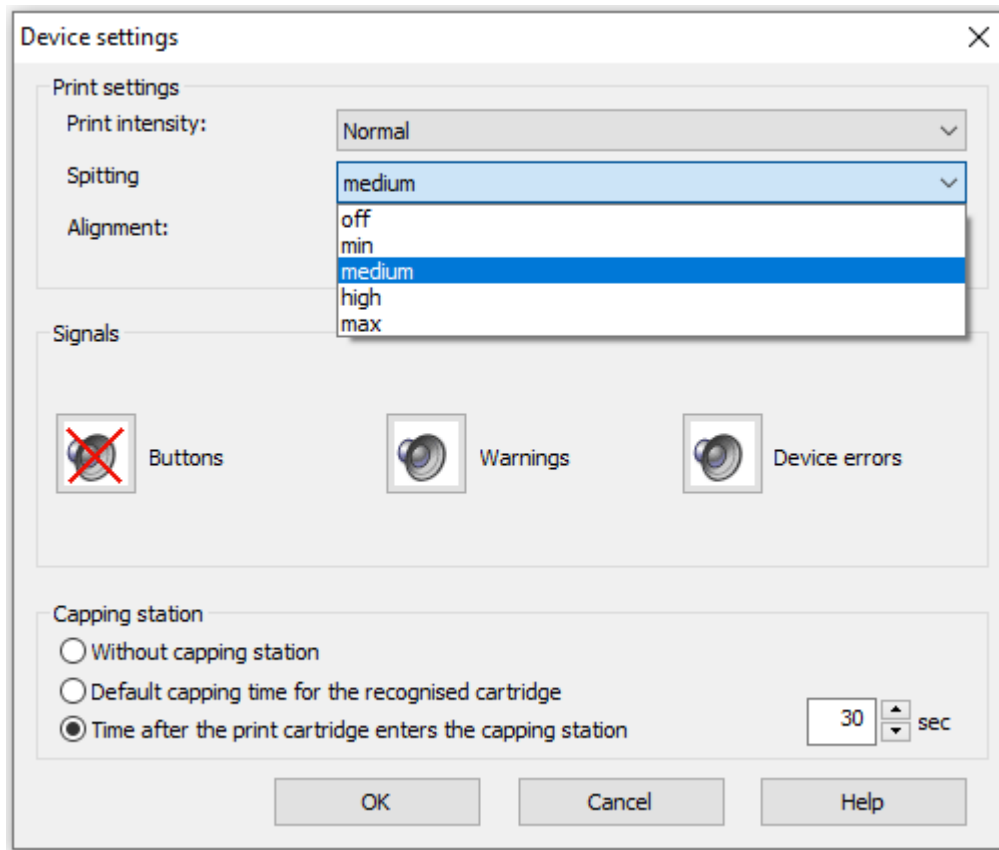 Device settings
Print settings
Print intensity:
Normal
Spitting
medium
Alignment:
off
min
medium
high
max
Signals
Buttons
Warnings
Device errors
Capping station
Without capping station
Default capping time for the recognised cartridge
Time after the print cartridge enters the capping station
30 sec
OK
Cancel
Help